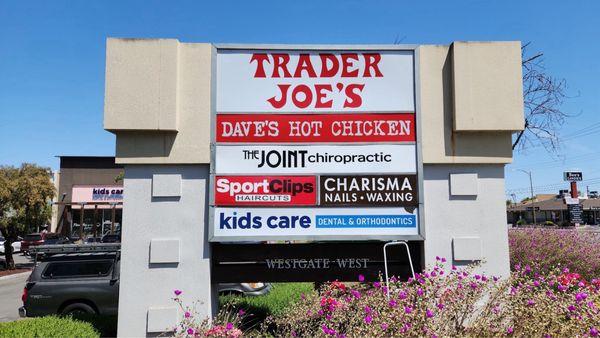 TRADER
JOE'S
DAVE'S HOT CHICKEN
THE JOINT chiropractic
SportClips
HAIRCUTS
CHARISMA
NAILS • WAXING
kids care DENTAL & ORTHODONTICS
WESTGATE WEST
kids care